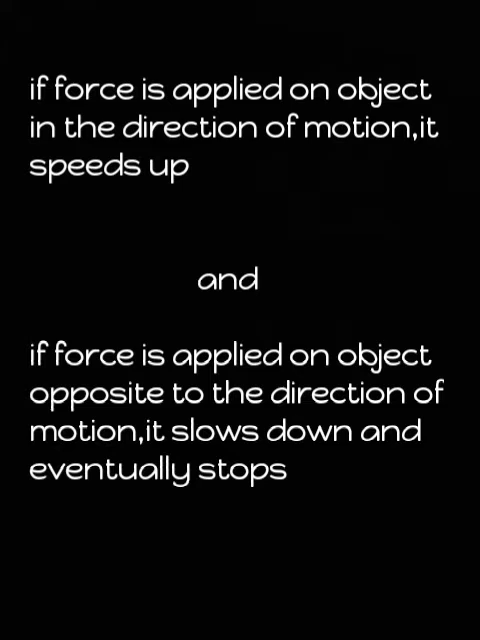 if force is applied on object
in the direction of motion,it
speeds up
and
if force is applied on object
opposite to the direction of
motion,it slows down and
eventually stops